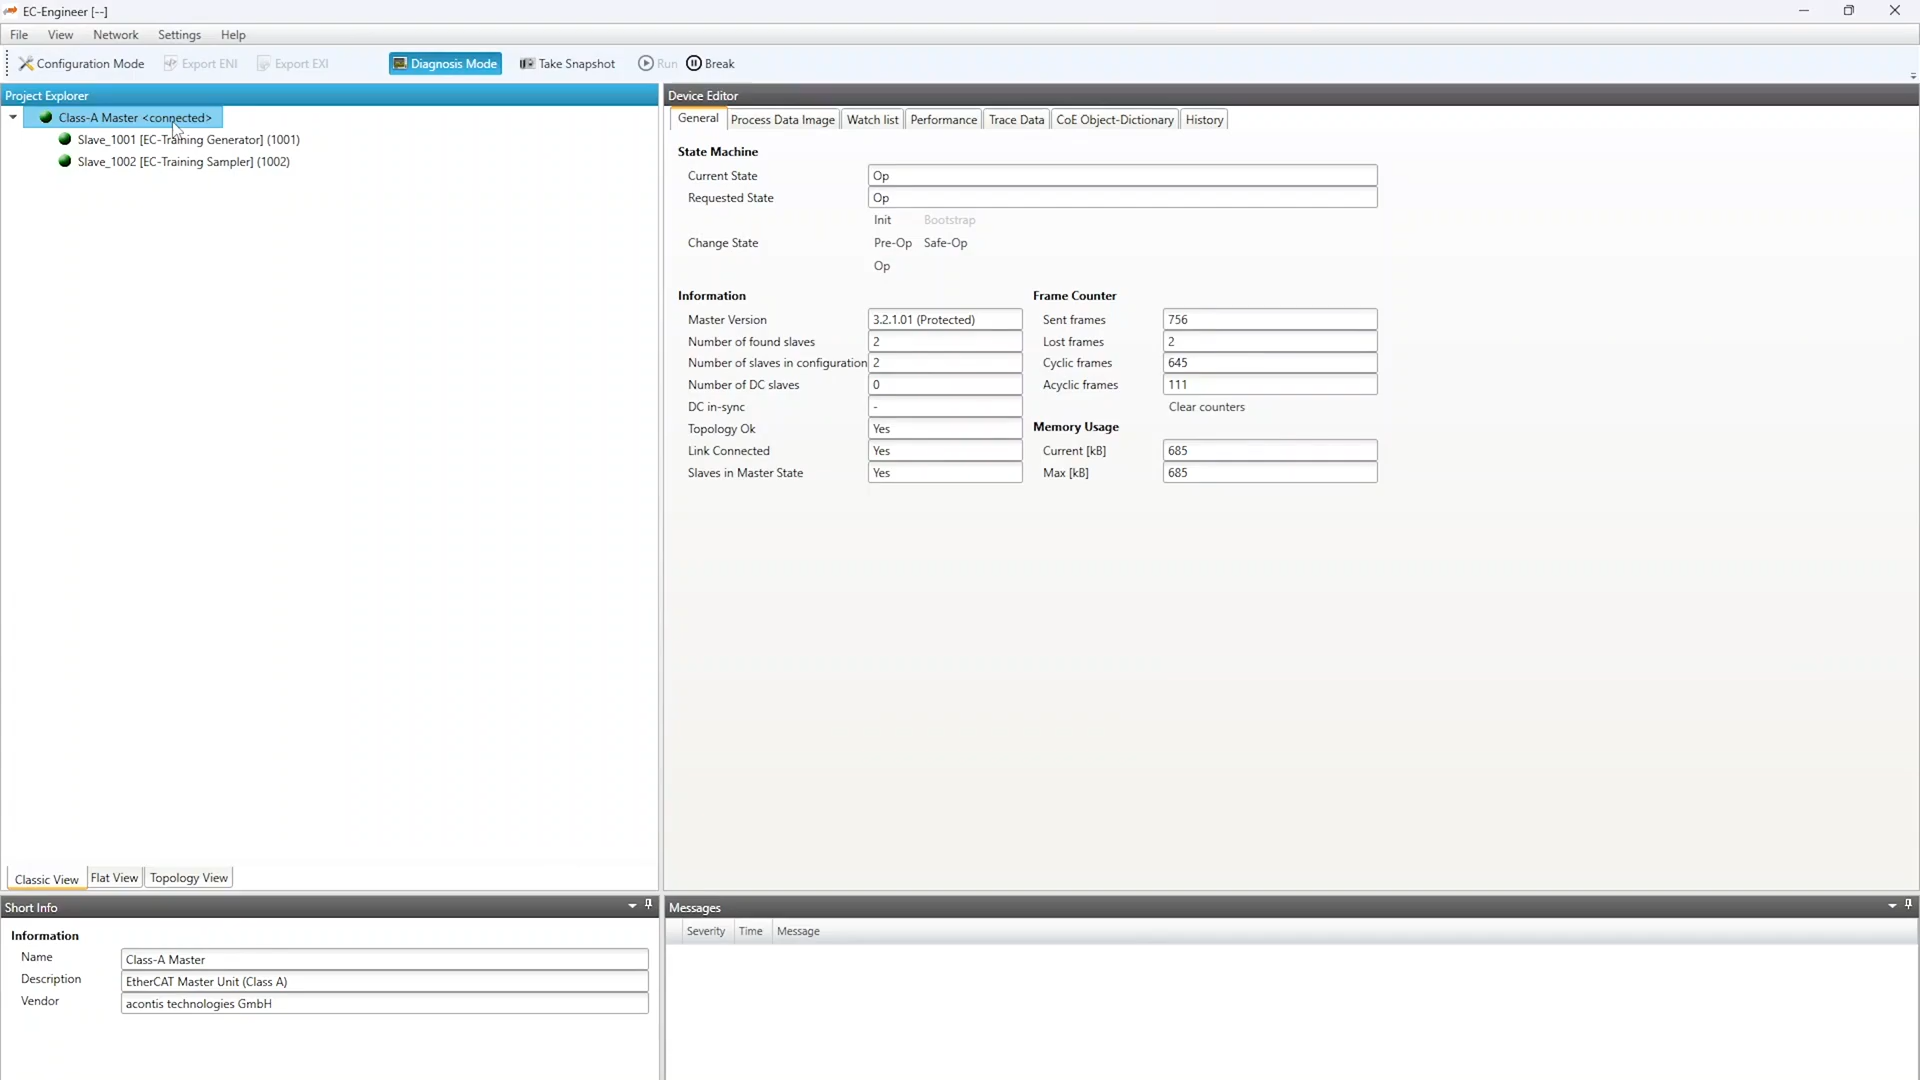 EC-Engineer [--]
File View Network Settings Help
Configuration Mode Export ENI Export EXI Diagnosis Mode Take Snapshot Run Break
Project Explorer
Class-A Master <connected>
Slave_1001 [EC-Training Generator] (1001)
Slave_1002 [EC-Training Sampler] (1002)
Classic View Flat View Topology View
Device Editor
General Process Data Image Watch list Performance Trace Data CoE Object-Dictionary History
State Machine
Current State Op
Requested State Op
Init Bootstrap
Change State Pre-Op Safe-Op
Op
Information
Master Version 3.2.1.01 (Protected)
Number of found slaves 2
Number of slaves in configuration 2
Number of DC slaves 0
DC in-sync -
Topology Ok Yes
Link Connected Yes
Slaves in Master State Yes
Frame Counter
Sent frames 756
Lost frames 2
Cyclic frames 645
Acyclic frames 111
Clear counters
Memory Usage
Current [kB] 685
Max [kB] 685
Short Info
Information
Name Class-A Master
Description EtherCAT Master Unit (Class A)
Vendor acontis technologies GmbH
Messages
Severity Time Message